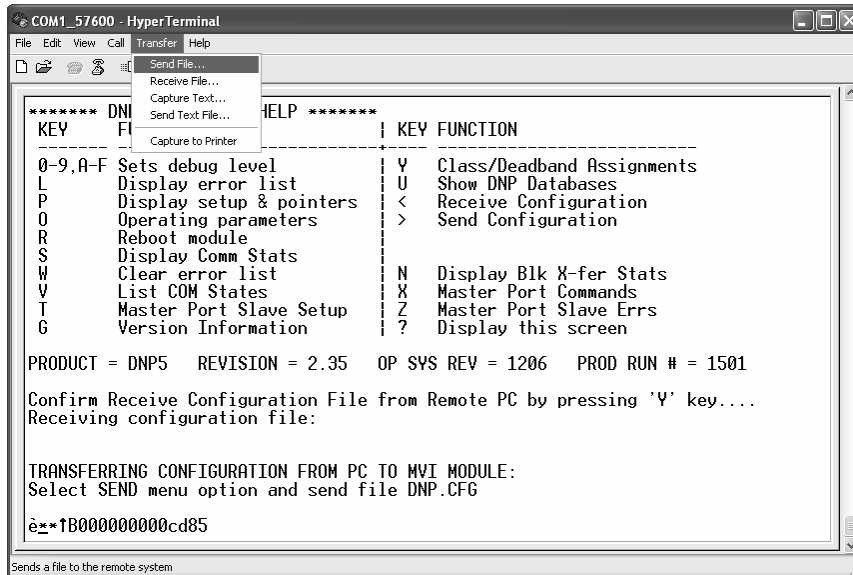 COM1_57600 - HyperTerminal
File Edit View Call Transfer Help
Send File...
Receive File...
Capture Text...
Send Text File...
Capture to Printer
******* DN HELP *******
KEY F | KEY FUNCTION
0-9,A-F Sets debug level | Y Class/Deadband Assignments
L Display error list | U Show DNP Databases
P Display setup & pointers | < Receive Configuration
O Operating parameters | > Send Configuration
R Reboot module |
S Display Comm Stats |
W Clear error list | N Display Blk X-fer Stats
V List COM States | X Master Port Commands
T Master Port Slave Setup | Z Master Port Slave Errs
G Version Information | ? Display this screen
PRODUCT = DNP5 REVISION = 2.35 OP SYS REV = 1206 PROD RUN # = 1501
Confirm Receive Configuration File from Remote PC by pressing 'Y' key....
Receiving configuration file:
TRANSFERRING CONFIGURATION FROM PC TO MVI MODULE:
Select SEND menu option and send file DNP.CFG
è**↑B000000000cd85
Sends a file to the remote system